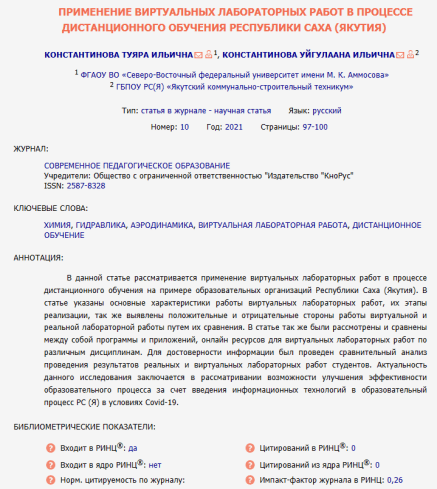 ПРИМЕНЕНИЕ ВИРТУАЛЬНЫХ ЛАБОРАТОРНЫХ РАБОТ В ПРОЦЕССЕ
ДИСТАНЦИОННОГО ОБУЧЕНИЯ РЕСПУБЛИКИ САХА (ЯКУТИЯ)
КОНСТАНТИНОВА ТУЯРА ИЛЬИЧНА 1, КОНСТАНТИНОВА УЙГУЛААНА ИЛЬИЧНА 2
1 ФГАОУ ВО «Северо-Восточный федеральный университет имени М. К. Аммосова»
2 ГБПОУ РС(Я) «Якутский коммунально-строительный техникум»
Тип: статья в журнале - научная статья Язык: русский
Номер: 10 Год: 2021 Страницы: 97-100
ЖУРНАЛ:
СОВРЕМЕННОЕ ПЕДАГОГИЧЕСКОЕ ОБРАЗОВАНИЕ
Учредители: Общество с ограниченной ответственностью "Издательство "КноРус"
ISSN: 2587-8328
КЛЮЧЕВЫЕ СЛОВА:
ХИМИЯ, ГИДРАВЛИКА, АЭРОДИНАМИКА, ВИРТУАЛЬНАЯ ЛАБОРАТОРНАЯ РАБОТА, ДИСТАНЦИОННОЕ
ОБУЧЕНИЕ
АННОТАЦИЯ:
В данной статье рассматривается применение виртуальных лабораторных работ в процессе
дистанционного обучения на примере образовательных организаций Республики Саха (Якутия). В
статье указаны основные характеристики работы виртуальных лабораторных работ, их этапы
реализации, так же выявлены положительные и отрицательные стороны работы виртуальной и
реальной лабораторной работы путем их сравнения. В статье так же были рассмотрены и сравнены
между собой программы и приложений, онлайн ресурсов для виртуальных лабораторных работ по
различным дисциплинам. Для достоверности информации был проведен сравнительный анализ
проведения результатов реальных и виртуальных лабораторных работ студентов. Актуальность
данного исследования заключается в рассматривании возможности улучшения эффективности
образовательного процесса за счет введения информационных технологий в образовательный
процесс РС (Я) в условиях Covid-19.
БИБЛИОМЕТРИЧЕСКИЕ ПОКАЗАТЕЛИ:
? Входит в РИНЦ®: да ? Цитирований в РИНЦ®: 0
? Входит в ядро РИНЦ®: нет ? Цитирований из ядра РИНЦ®: 0
? Норм. цитируемость по журналу: ? Импакт-фактор журнала в РИНЦ: 0,26